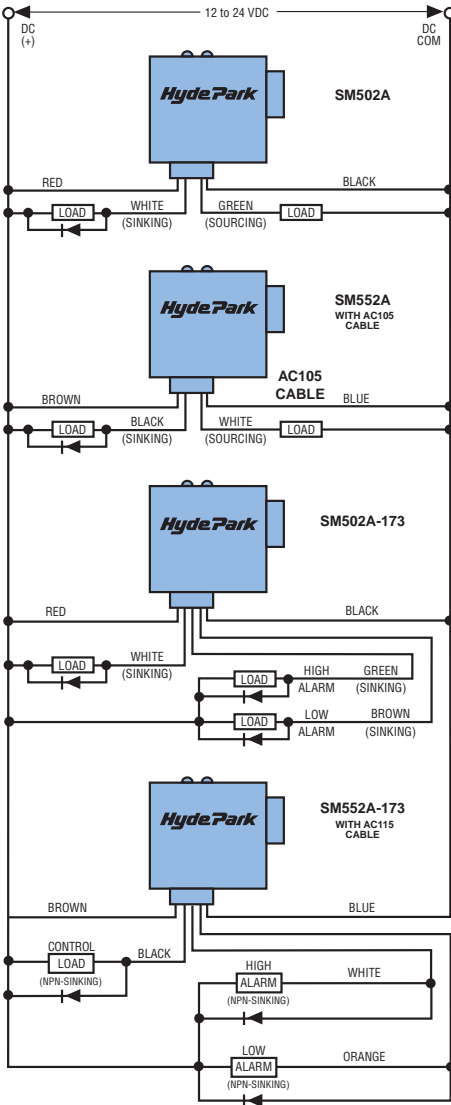 12 to 24 VDC
DC
(+)
DC
COM
HydePark
SM502A
RED
BLACK
LOAD
WHITE
(SINKING)
GREEN
(SOURCING)
LOAD
HydePark
SM552A
WITH AC105
CABLE
AC105
CABLE
BROWN
BLUE
LOAD
BLACK
(SINKING)
WHITE
(SOURCING)
LOAD
HydePark
SM502A-173
RED
BLACK
LOAD
WHITE
(SINKING)
LOAD
HIGH
ALARM
GREEN
(SINKING)
LOAD
LOW
ALARM
BROWN
(SINKING)
HydePark
SM552A-173
WITH AC115
CABLE
BROWN
BLUE
CONTROL
LOAD
(NPN-SINKING)
BLACK
HIGH
ALARM
(NPN-SINKING)
WHITE
LOW
ALARM
(NPN-SINKING)
ORANGE